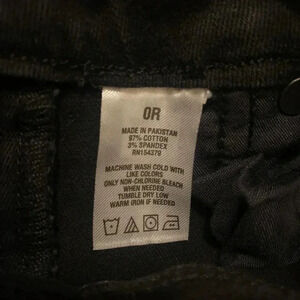 0R
MADE IN PAKISTAN
97% COTTON
3% SPANDEX
RN154379
MACHINE WASH COLD WITH
LIKE COLORS
ONLY NON-CHLORINE BLEACH
WHEN NEEDED
TUMBLE DRY LOW
WARM IRON IF NEEDED